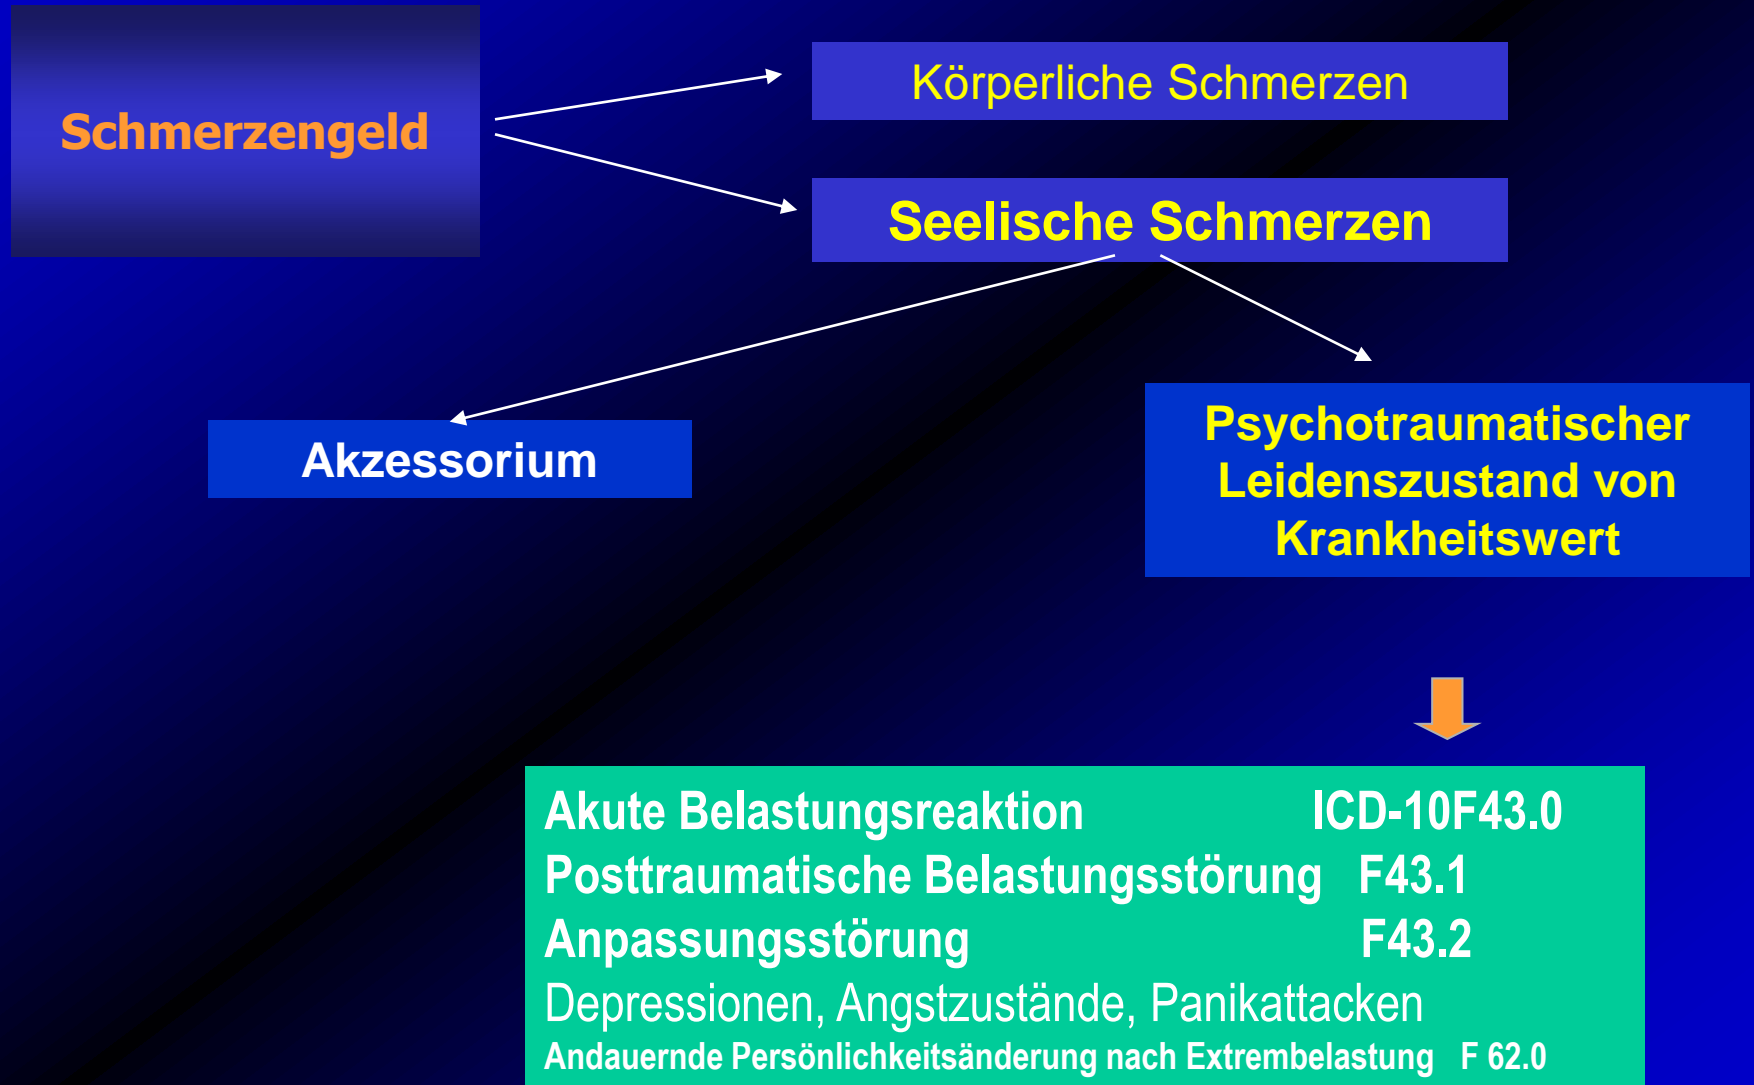 Schmerzengeld
Körperliche Schmerzen
Seelische Schmerzen
Akzessorium
Psychotraumatischer
Leidenszustand von
Krankheitswert
Akute Belastungsreaktion ICD-10F43.0
Posttraumatische Belastungsstörung F43.1
Anpassungsstörung F43.2
Depressionen, Angstzustände, Panikattacken
Andauernde Persönlichkeitsänderung nach Extrembelastung F 62.0